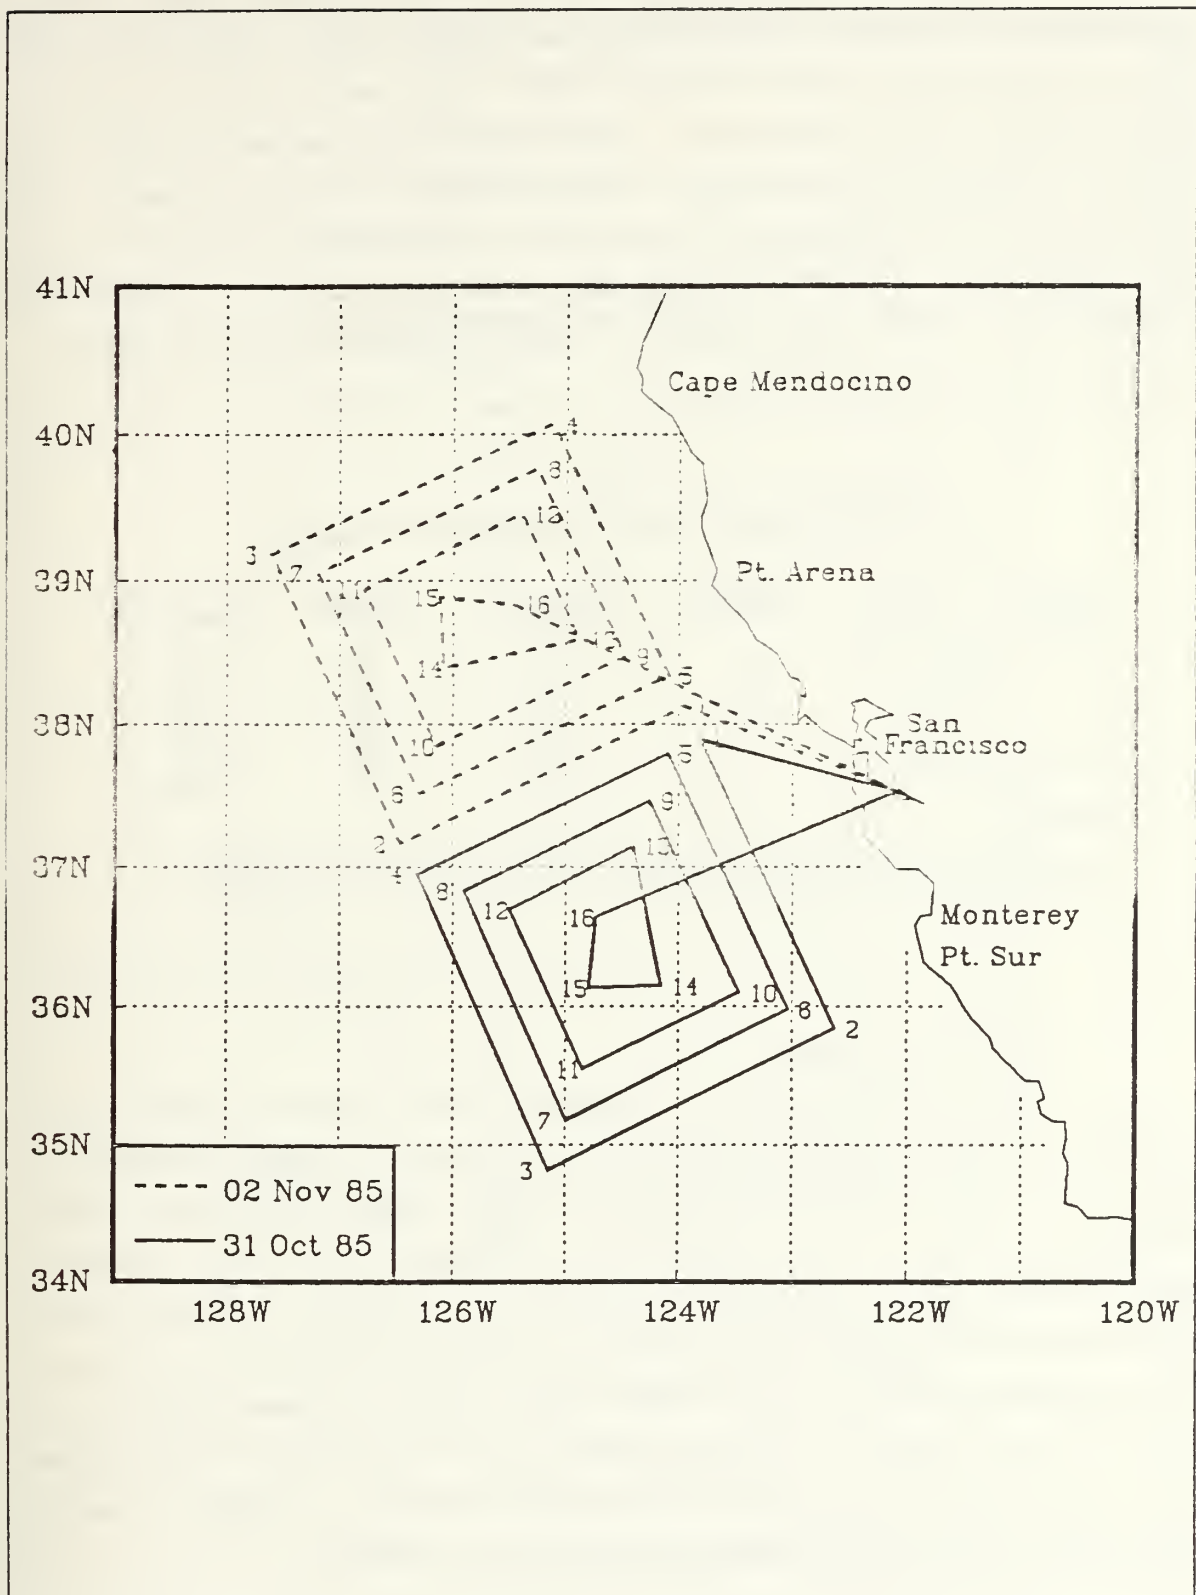 41N
Cape Mendocino
4
40N
8
12
3
39N
7
11
Pt. Arena
15
16
13
14
9
5
38N
San
Francisco
10
5
6
9
2
13
37N
4
8
12
16
Monterey
Pt. Sur
15
14
10
36N
6
2
11
7
35N
3
02 Nov 85
31 Oct 85
34N
128W
126W
124W
122W
120W